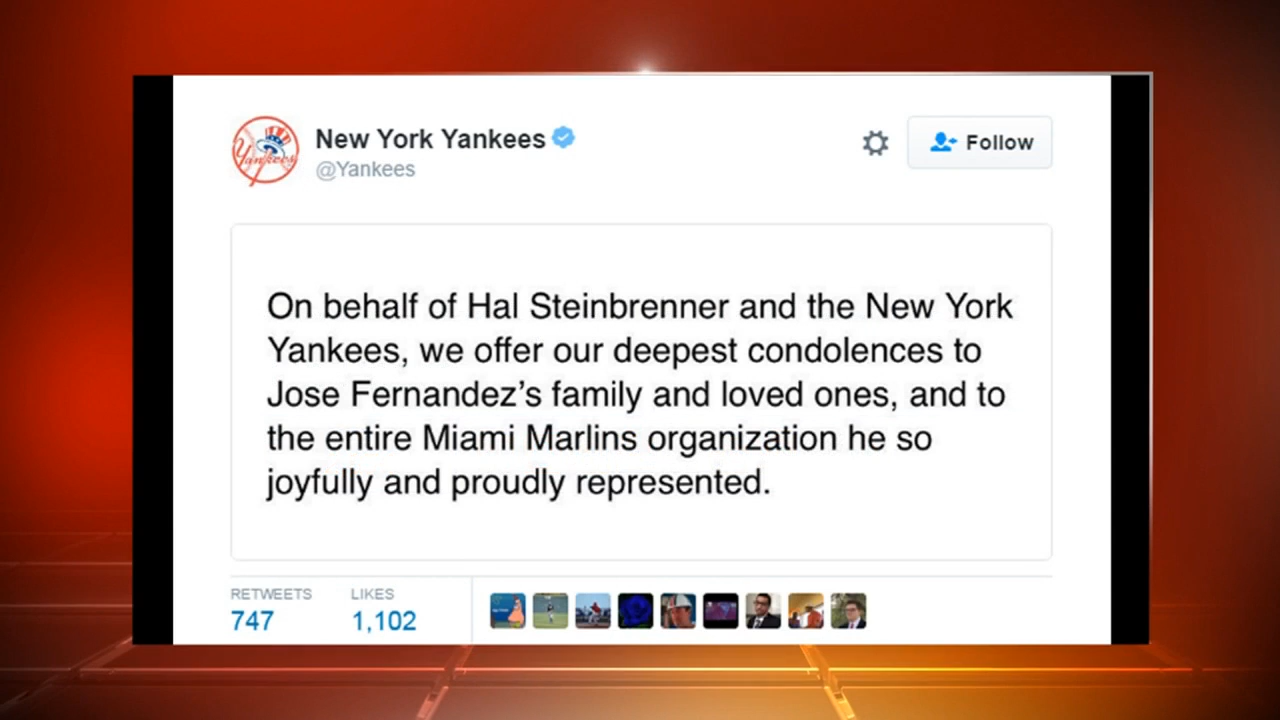 Yankees
New York Yankees
@Yankees
Follow
On behalf of Hal Steinbrenner and the New York
Yankees, we offer our deepest condolences to
Jose Fernandez’s family and loved ones, and to
the entire Miami Marlins organization he so
joyfully and proudly represented.
RETWEETS LIKES
747 1,102